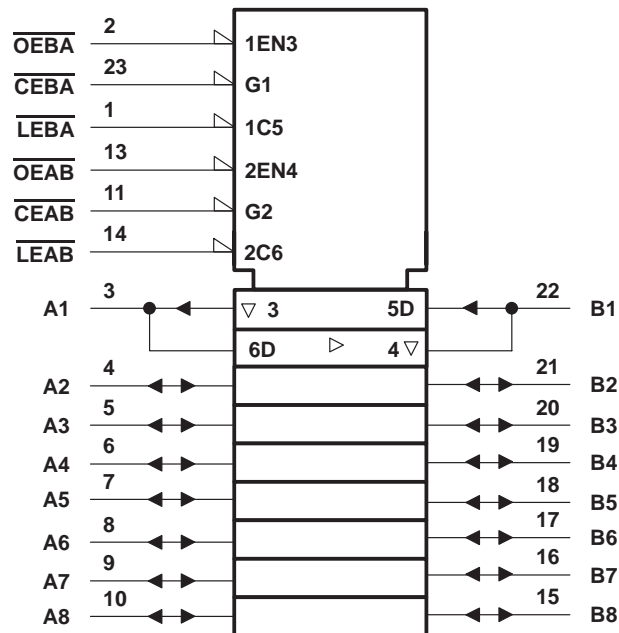 OEBA 2 1EN3
CEBA 23 G1
LEBA 1 1C5
OEAB 13 2EN4
CEAB 11 G2
LEAB 14 2C6
A1 3 ▽ 3 5D 22 B1
6D ▷ 4 ▽
A2 4 21 B2
A3 5 20 B3
A4 6 19 B4
A5 7 18 B5
A6 8 17 B6
A7 9 16 B7
A8 10 15 B8